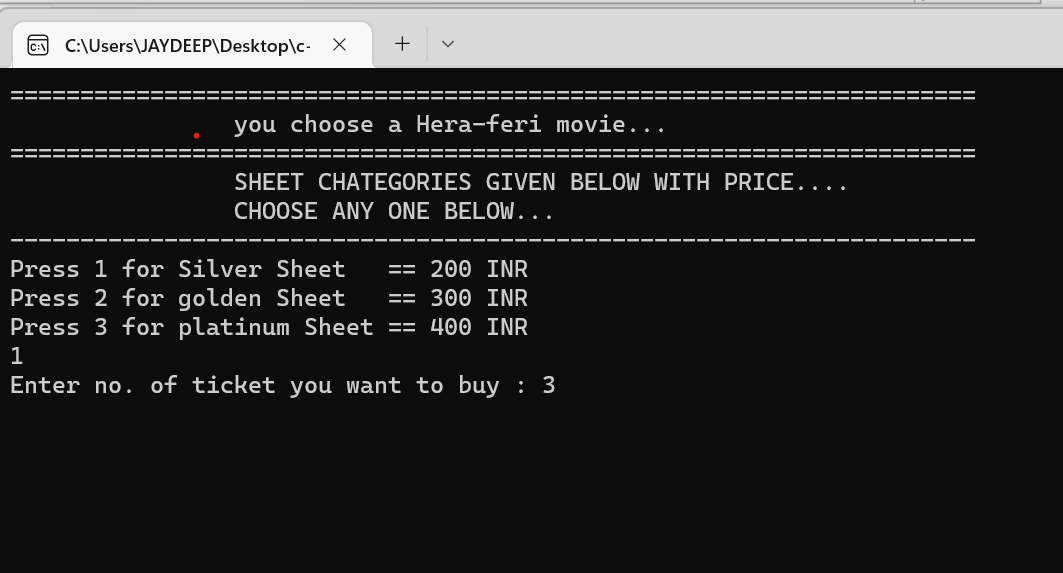 C:\Users\JAYDEEP\Desktop\c-
=====================================================================
you choose a Hera-feri movie...
=====================================================================
SHEET CHATEGORIES GIVEN BELOW WITH PRICE....
CHOOSE ANY ONE BELOW...
---------------------------------------------------------------------
Press 1 for Silver Sheet   == 200 INR
Press 2 for golden Sheet   == 300 INR
Press 3 for platinum Sheet == 400 INR
1
Enter no. of ticket you want to buy : 3